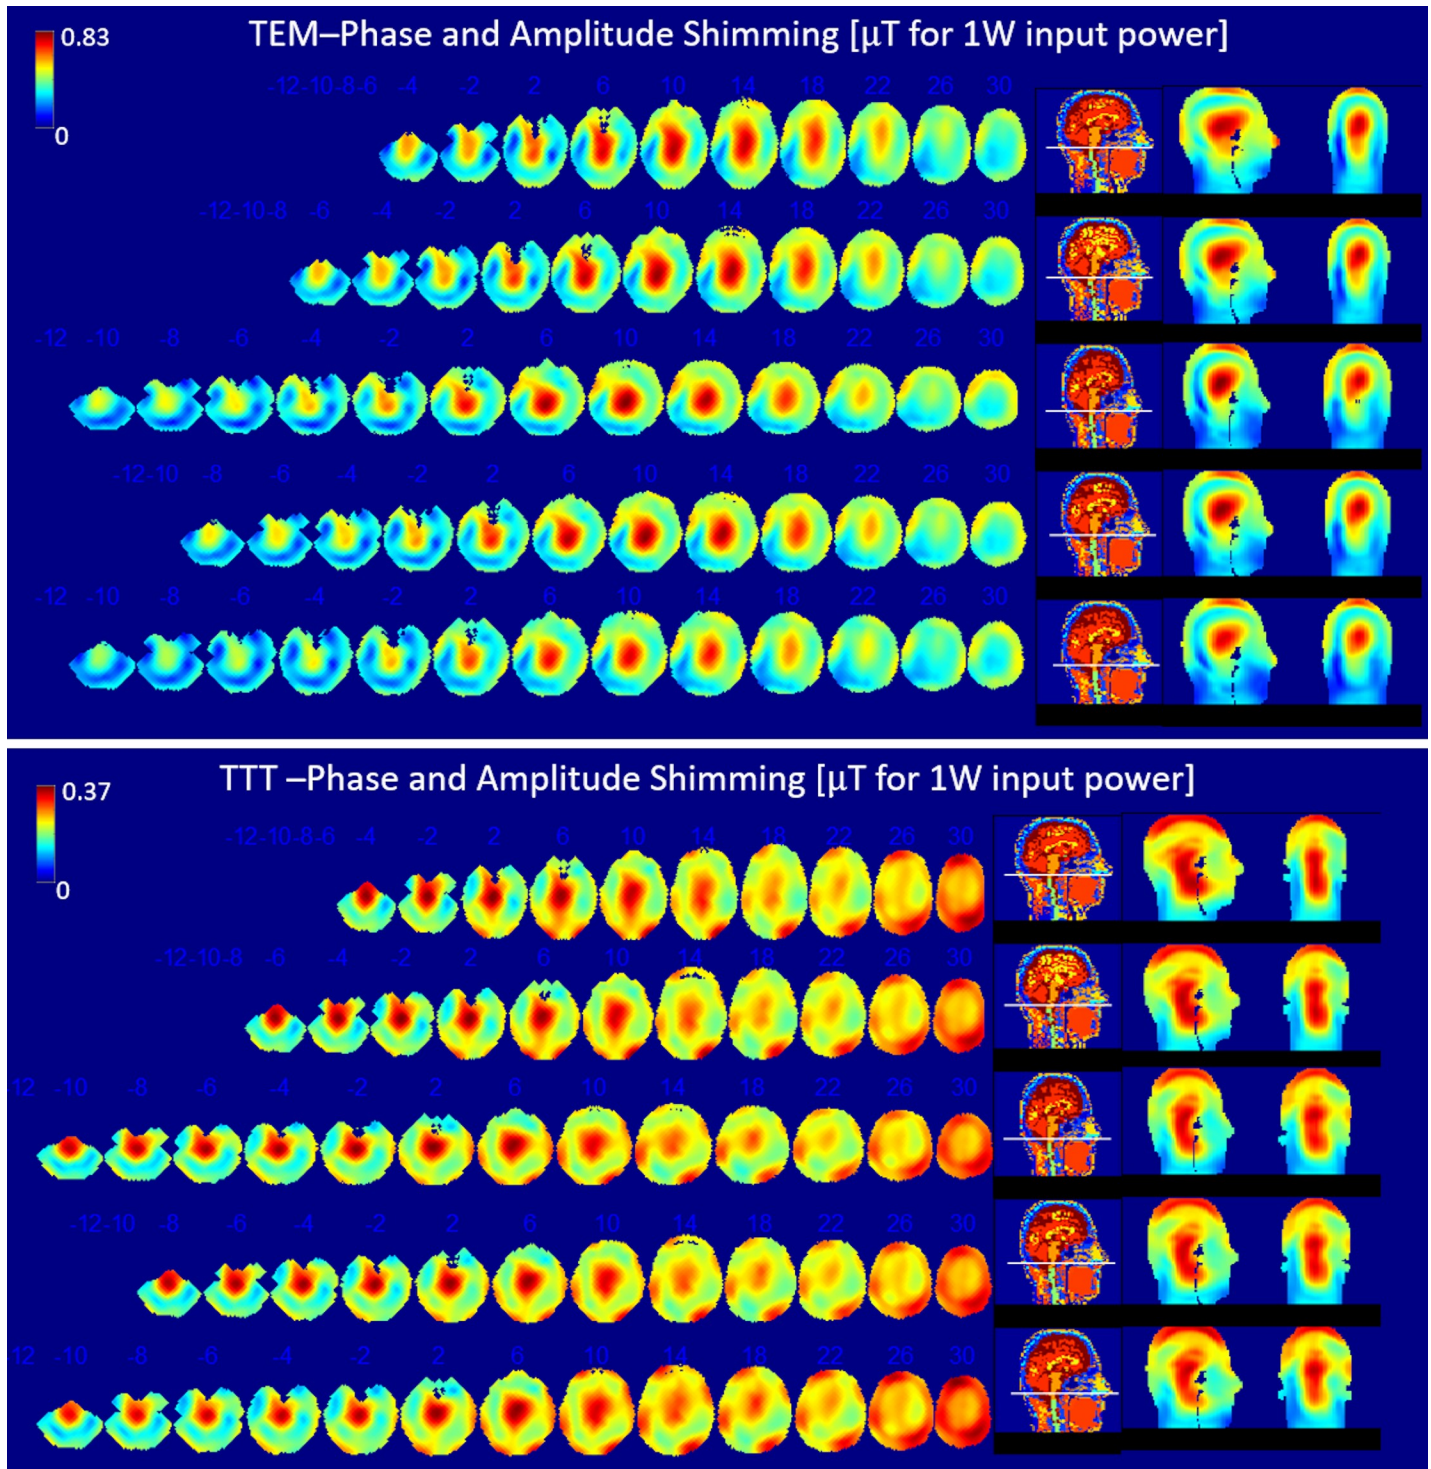 TEM–Phase and Amplitude Shimming [µT for 1W input power]
0.83
0
-12-10-8-6 -4 -2 2 6 10 14 18 22 26 30
-12-10-8 -6 -4 -2 2 6 10 14 18 22 26 30
-12 -10 -8 -6 -4 -2 2 6 10 14 18 22 26 30
-12-10 -8 -6 -4 -2 2 6 10 14 18 22 26 30
-12 -10 -8 -6 -4 -2 2 6 10 14 18 22 26 30
TTT –Phase and Amplitude Shimming [µT for 1W input power]
0.37
0
-12-10-8-6 -4 -2 2 6 10 14 18 22 26 30
-12-10-8 -6 -4 -2 2 6 10 14 18 22 26 30
12 -10 -8 -6 -4 -2 2 6 10 14 18 22 26 30
-12-10 -8 -6 -4 -2 2 6 10 14 18 22 26 30
12 -10 -8 -6 -4 -2 2 6 10 14 18 22 26 30